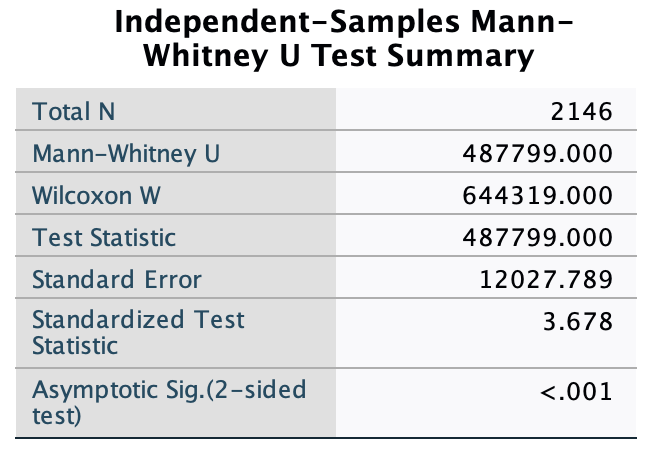 Independent-Samples Mann-
Whitney U Test Summary
Total N 2146
Mann-Whitney U 487799.000
Wilcoxon W 644319.000
Test Statistic 487799.000
Standard Error 12027.789
Standardized Test 3.678
Statistic
Asymptotic Sig.(2-sided <.001
test)